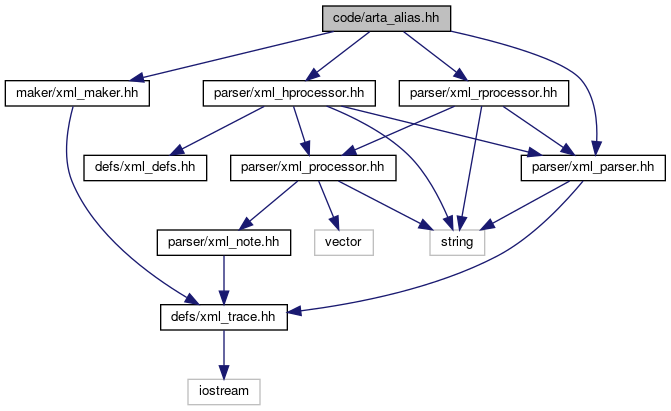 code/arta_alias.hh
maker/xml_maker.hh
parser/xml_hprocessor.hh
parser/xml_rprocessor.hh
defs/xml_defs.hh
parser/xml_processor.hh
parser/xml_parser.hh
parser/xml_note.hh
vector
string
defs/xml_trace.hh
iostream